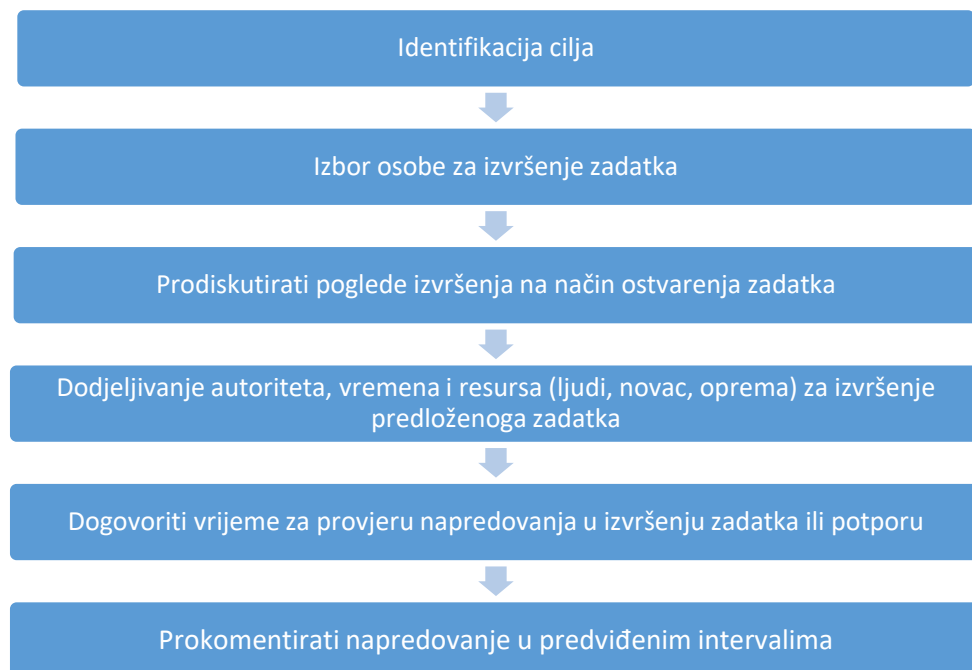 Identifikacija cilja
Izbor osobe za izvršenje zadatka
Prodiskutirati poglede izvršenja na način ostvarenja zadatka
Dodjeljivanje autoriteta, vremena i resursa (ljudi, novac, oprema) za izvršenje
predloženoga zadatka
Dogovoriti vrijeme za provjeru napredovanja u izvršenju zadatka ili potporu
Prokomentirati napredovanje u predviđenim intervalima